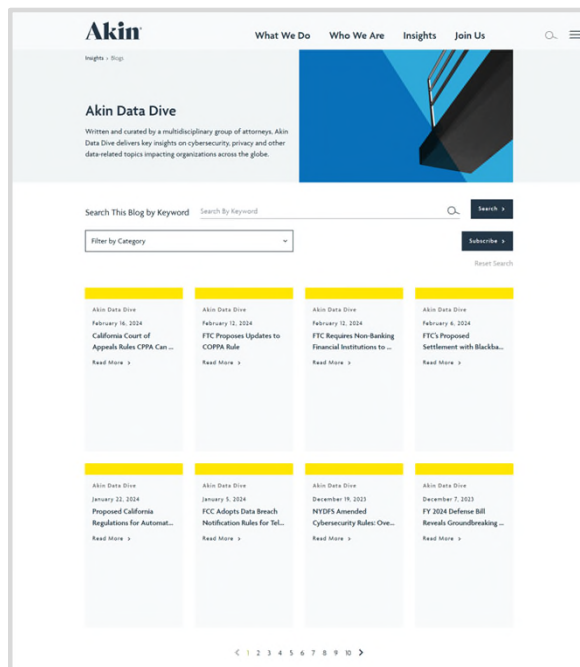 Akin
What We Do Who We Are Insights Join Us
Insights > Blogs
Akin Data Dive
Written and curated by a multidisciplinary group of attorneys, Akin
Data Dive delivers key insights on cybersecurity, privacy and other
data-related topics impacting organizations across the globe.
Search This Blog by Keyword Search By Keyword Search >
Filter by Category Subscribe >
Reset Search
Akin Data Dive
February 16, 2024
California Court of
Appeals Rules CPPA Can ...
Read More >
Akin Data Dive
February 12, 2024
FTC Proposes Updates to
COPPA Rule
Read More >
Akin Data Dive
February 12, 2024
FTC Requires Non-Banking
Financial Institutions to ...
Read More >
Akin Data Dive
February 6, 2024
FTC's Proposed
Settlement with Blackba...
Read More >
Akin Data Dive
January 22, 2024
Proposed California
Regulations for Automat...
Read More >
Akin Data Dive
January 5, 2024
FCC Adopts Data Breach
Notification Rules for Tel...
Read More >
Akin Data Dive
December 19, 2023
NYDFS Amended
Cybersecurity Rules: Ove...
Read More >
Akin Data Dive
December 7, 2023
FY 2024 Defense Bill
Reveals Groundbreaking ...
Read More >
< 1 2 3 4 5 6 7 8 9 10 >